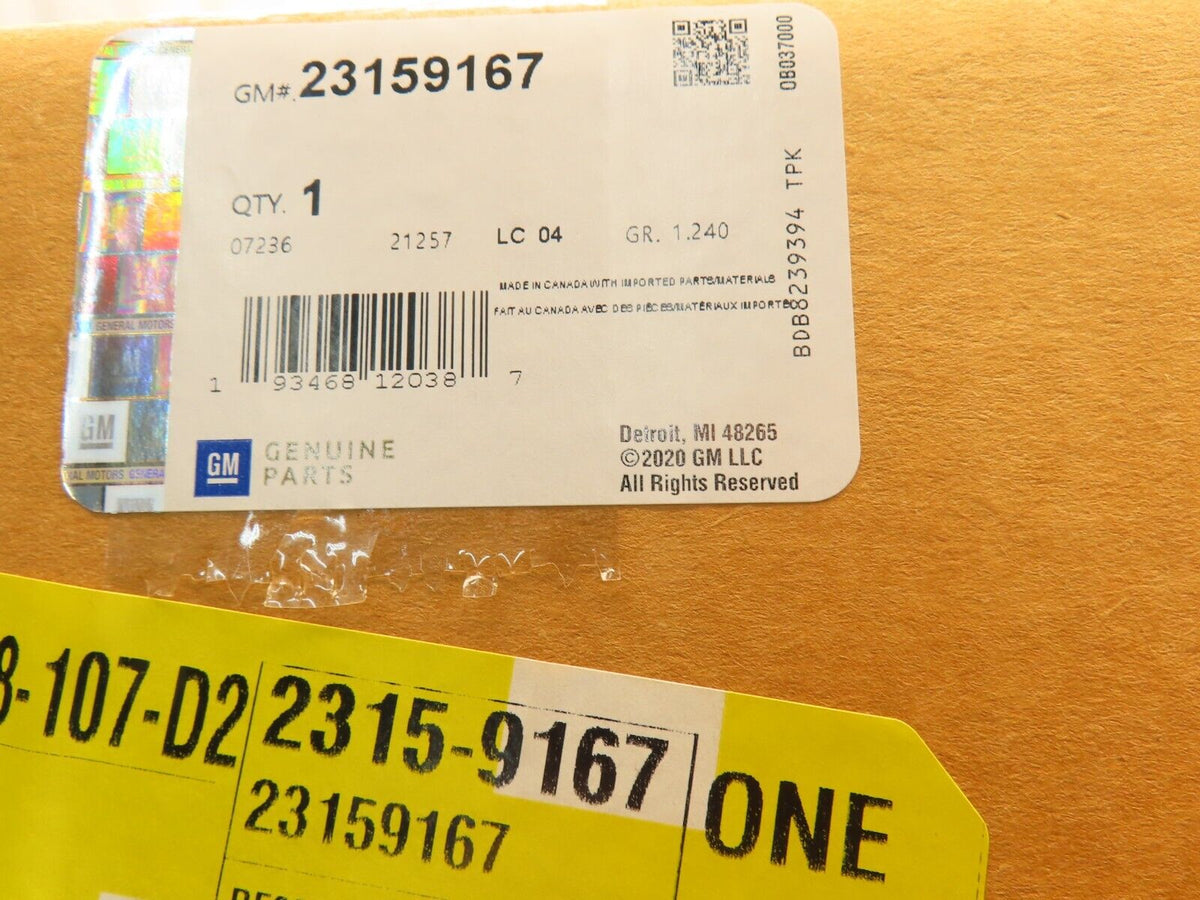 GM#. 23159167
0B037000
QTY. 1
07236 21257 LC 04 GR. 1.240
BDB8239394 TPK
MADE IN CANADA WITH IMPORTED PARTS/MATERIALS
FAIT AU CANADA AVEC DES PIÈCES/MATÉRIAUX IMPORTÉS
1 93468 12038 7
GENERAL MOTORS
GM
GM GENUINE
PARTS
Detroit, MI 48265
©2020 GM LLC
All Rights Reserved
-107-D2
2315-9167
ONE
23159167